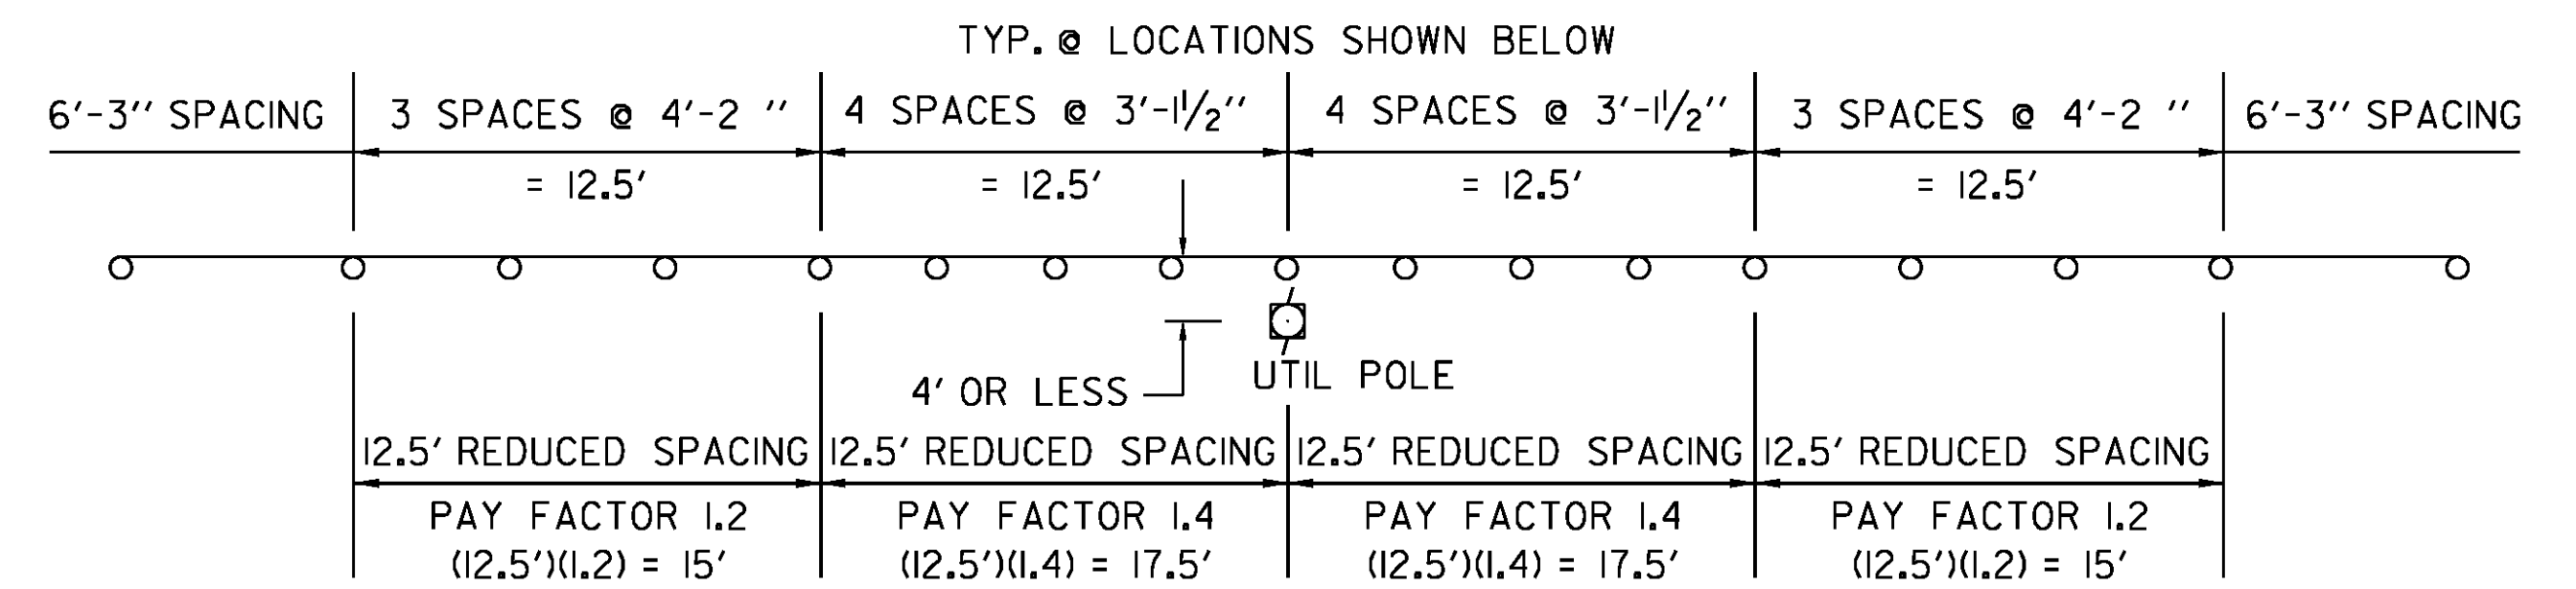 TYP. @ LOCATIONS SHOWN BELOW
6'-3'' SPACING
3 SPACES @ 4'-2 ''
= 12.5'
4 SPACES @ 3'-1 1/2''
= 12.5'
4 SPACES @ 3'-1 1/2''
= 12.5'
3 SPACES @ 4'-2 ''
= 12.5'
6'-3'' SPACING
4' OR LESS
UTIL POLE
12.5' REDUCED SPACING
PAY FACTOR 1.2
(12.5')(1.2) = 15'
12.5' REDUCED SPACING
PAY FACTOR 1.4
(12.5')(1.4) = 17.5'
12.5' REDUCED SPACING
PAY FACTOR 1.4
(12.5')(1.4) = 17.5'
12.5' REDUCED SPACING
PAY FACTOR 1.2
(12.5')(1.2) = 15'